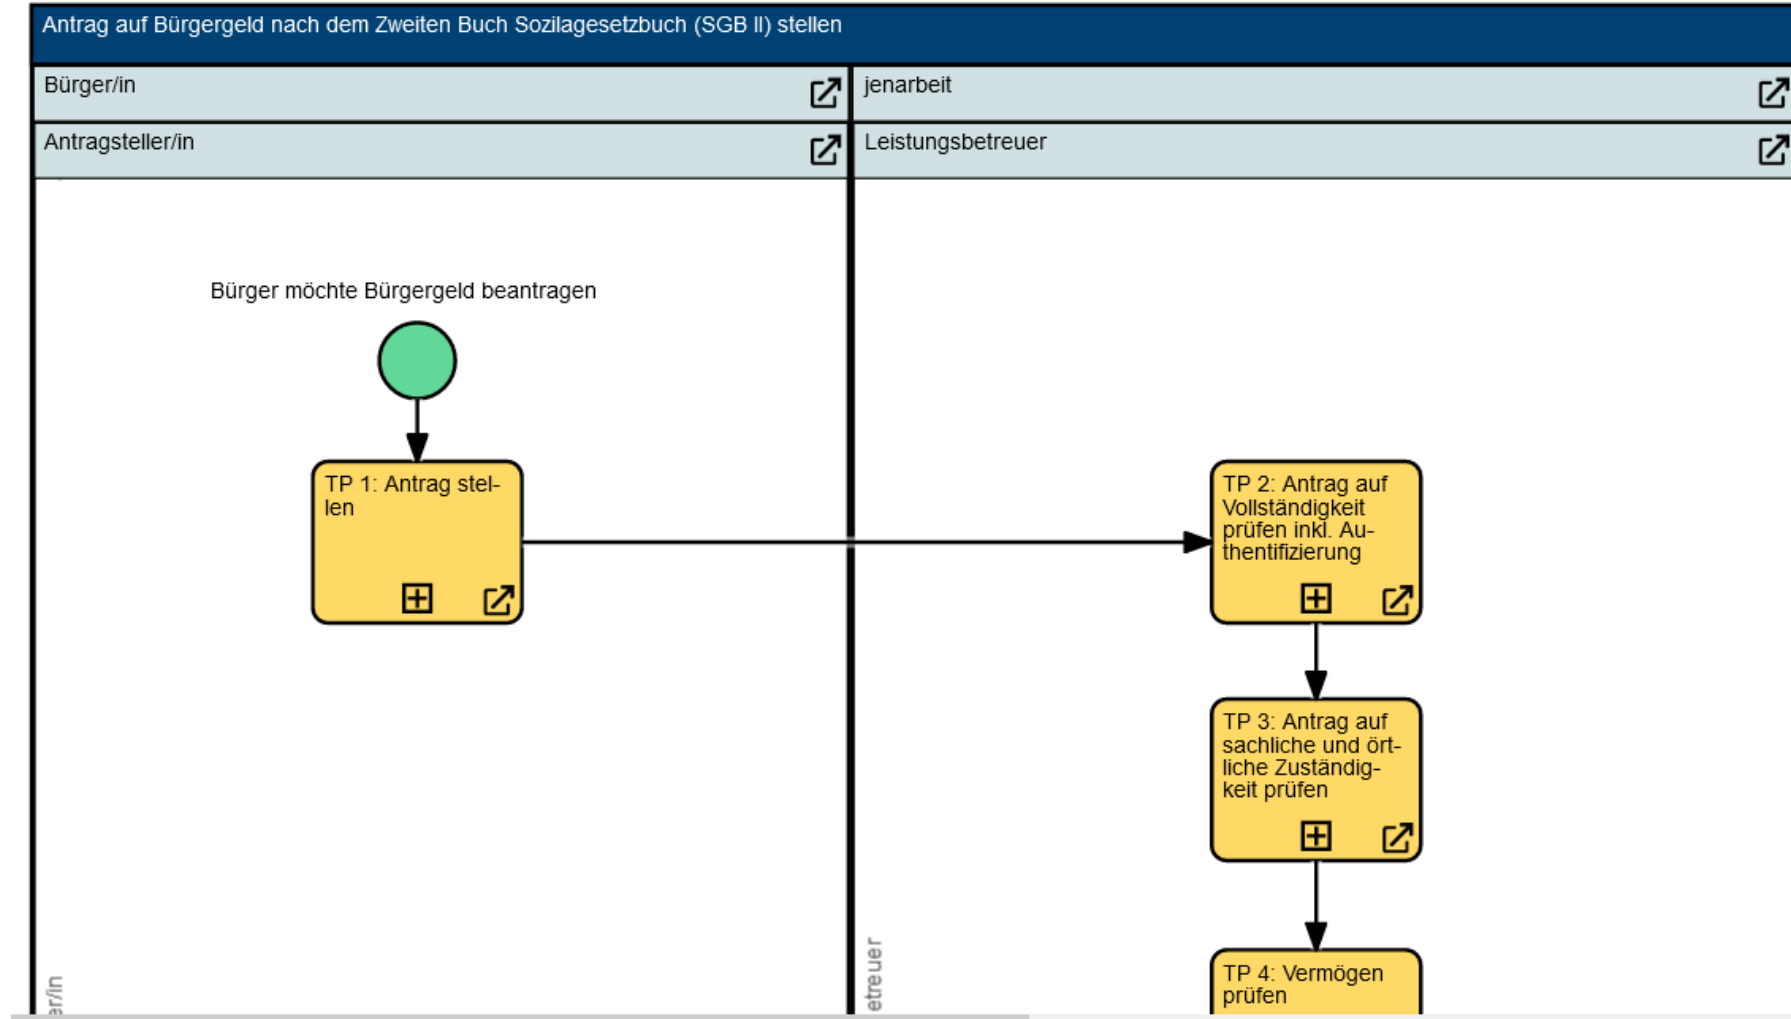 Antrag auf Bürgergeld nach dem Zweiten Buch Sozilagesetzbuch (SGB II) stellen
Bürger/in
jenarbeit
Antragsteller/in
Leistungsbetreuer
Bürger möchte Bürgergeld beantragen
TP 1: Antrag stel-
len
TP 2: Antrag auf
Vollständigkeit
prüfen inkl. Au-
thentifizierung
TP 3: Antrag auf
sachliche und ört-
liche Zuständig-
keit prüfen
TP 4: Vermögen
prüfen
er/in
etreuer